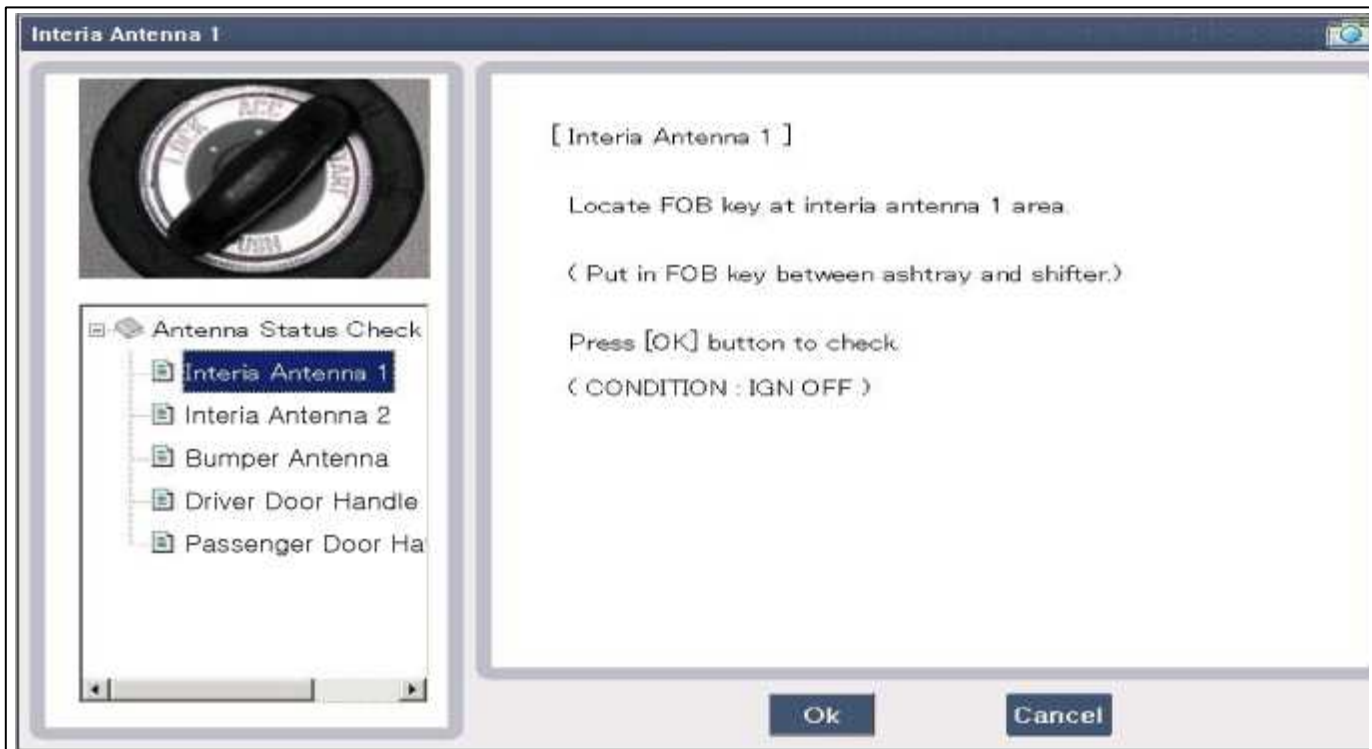 Interia Antenna 1
ACC
LOCK
Antenna Status Check
Interia Antenna 1
Interia Antenna 2
Bumper Antenna
Driver Door Handle
Passenger Door Ha
[ Interia Antenna 1 ]
Locate FOB key at interia antenna 1 area.
( Put in FOB key between ashtray and shifter.)
Press [OK] button to check.
( CONDITION : IGN OFF )
Ok
Cancel